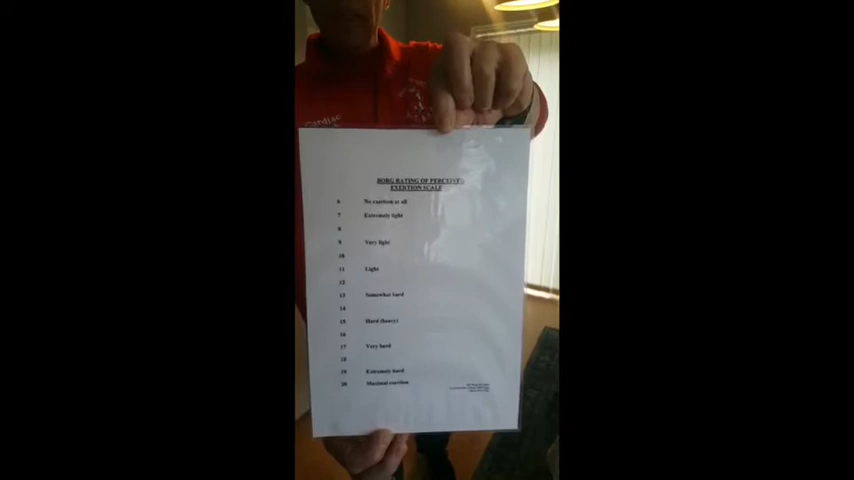 Cardiac
BORG RATING OF PERCEIVED
EXERTION SCALE
6 No exertion at all
7 Extremely light
8
9 Very light
10
11 Light
12
13 Somewhat hard
14
15 Hard (heavy)
16
17 Very hard
18
19 Extremely hard
20 Maximal exertion